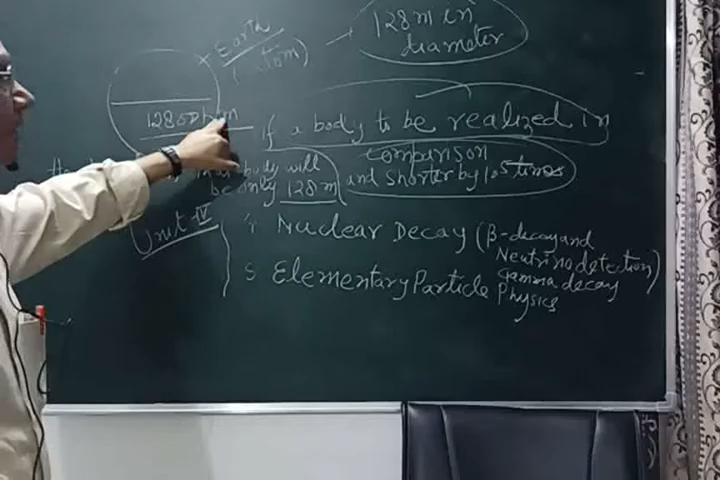 128 m in
diameter
Earth
(Atom)
12800 km
if a body to be realized in
comparison
body will
be only 128 m and shorter by 10⁵ times
Unit IV
Nuclear Decay (β-decay and
Neutrino detection)
Gamma decay
5 Elementary Particle Physics